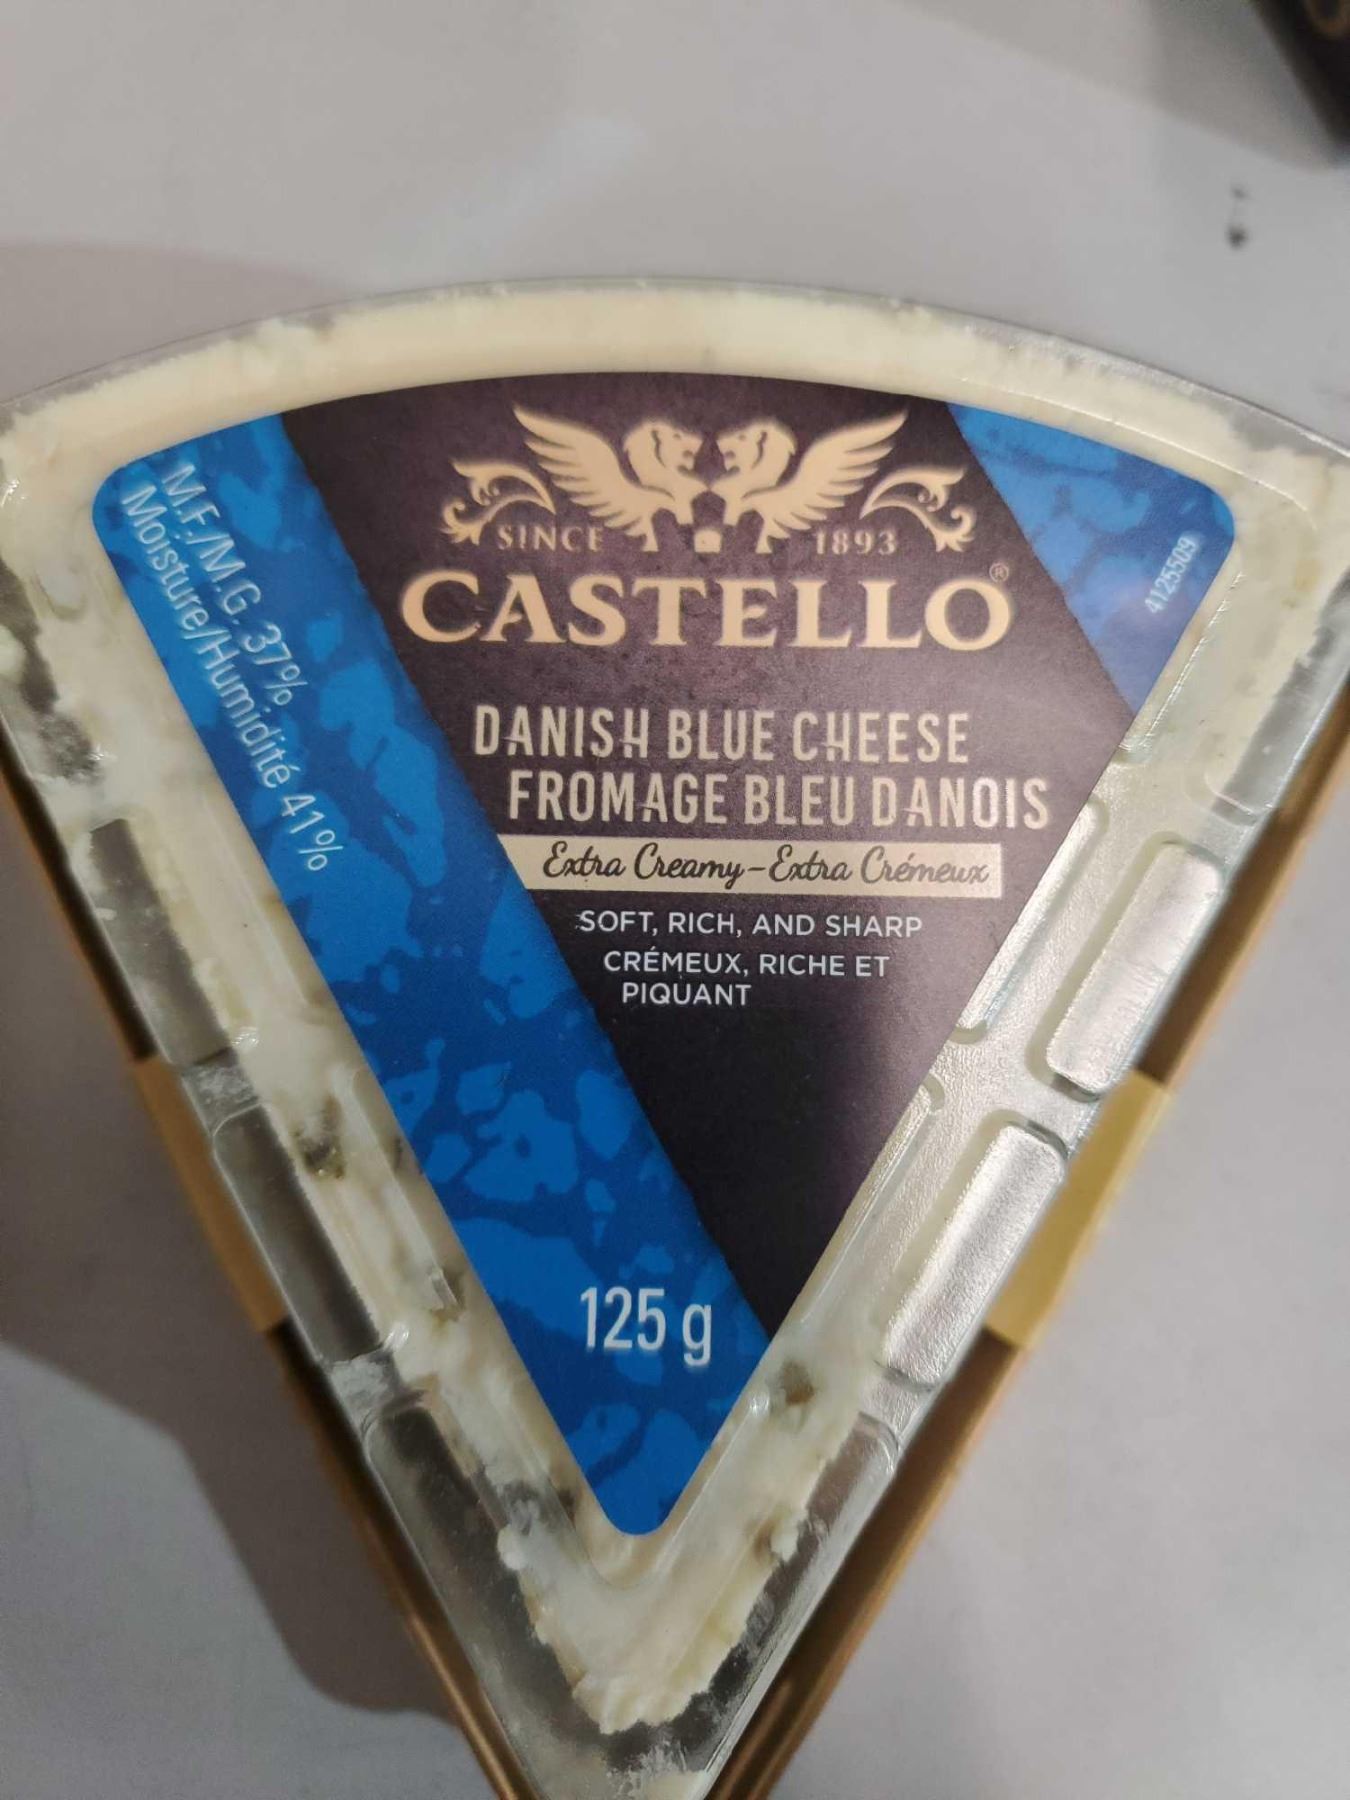 SINCE 1893
CASTELLO®
DANISH BLUE CHEESE
FROMAGE BLEU DANOIS
Extra Creamy-Extra Crémeux
SOFT, RICH, AND SHARP
CRÉMEUX, RICHE ET
PIQUANT
M.F./M.G. 37%
Moisture/Humidité 41%
4125509
125 g